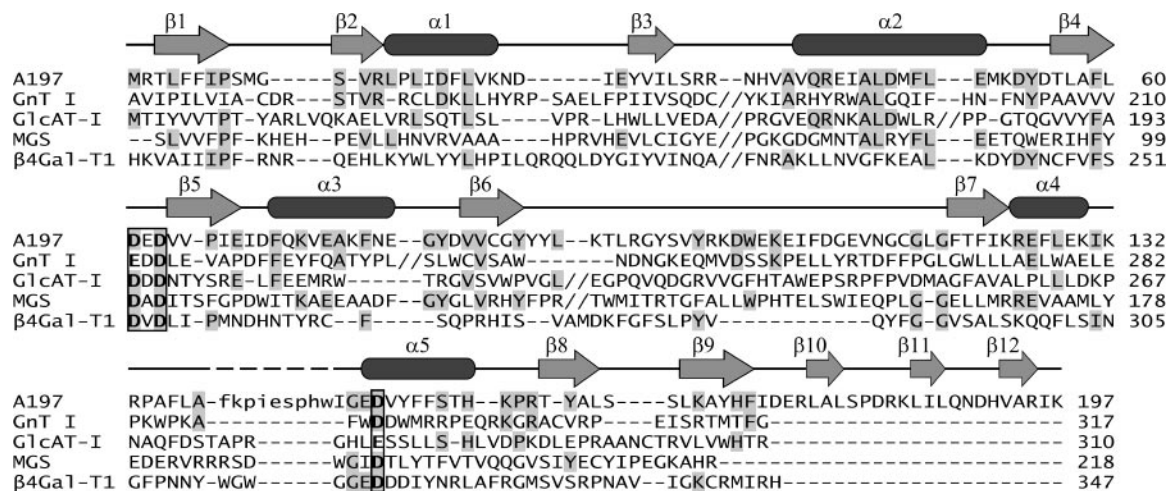 β1 β2 α1 β3 α2 β4
A197 MRTLFFIPSMG-----S-VRLPLIDFLVKND-------IEYVILSRR--NHVAVQREIALDMFL---EMKDYDTLAFL 60
GnT I AVIPILVIA-CDR---STVR-RCLDKLLHYRP-SAELFPIIVSQDC//YKIARHYRWALGQIF--HN-FNYPAAVVV 210
GlcAT-I MTIYVVTPT-YARLVQKAELVRLSQTLSL-----VPR-LHWLLVEDA//PRGVEQRNKALDWLR//PP-GTQGVVYFA 193
MGS --SLVVFF-KHEH--PEVLLHNVRVAAA---HPRVHEVLCIGYE//PGKGDGMNTALRYFL---EETQWERIHFY 99
β4Gal-T1 HKVAIIIPF-RNR---QEHLKYWLYYLHPILQRQQLDYGIYVINQA//FNRAKLLNVGFKEAL---KDYDYNCFVFS 251
β5 α3 β6 β7 α4
A197 DEDVV-PIEIDFQKVEAKFNE--GYDVVCGYYYL-KTLRGYSVYRKDWEKEIFDGEVNGCGLGFTFIKREFLEKIK 132
GnT I EDDLE-VAPDFFEYFQATYPL//SLWCVSAW-----NDNGKEQMVDSSKPELLYRTDFFPGLGWLLLAELWAELE 282
GlcAT-I DDDNTYSRE-LFEEMRW------TRGVSVWPVGL//EGPQVQDGRVVGFHTAWEPSRPFPVDMAGFAVALPLLLDKP 267
MGS DADITSFGPDWITKAEEAADF-GYGLVRHYFPR//TWMITRTGFALLWPHTELSWIEQPLG-GELLMRREVAAMLY 178
β4Gal-T1 DVDLI-PMNDHNTYRC--F-----SQPRHIS-VAMDKFGFSLPYV-------------QYFG-GVSALSKQQFLSIN 305
α5 β8 β9 β10 β11 β12
A197 RPAFLA-fkpiesphwIGEDVYFFSTH--KPRT-YALS----SLKAYHFIDERLALSPDRKLILQNDHVARIK 197
GnT I PKWPKA-----------FWDDWMRRPEQRKGRACVRP----EISRTMTFG------------------------ 317
GlcAT-I NAQFDSTAPR------GHLESSLLS-HLVDPKDLEPRAANCTRVLVWHTR------------------------ 310
MGS EDERVRRRSD-------WGIDTLYTFVTVQQGVSIYECYIPEGKAHR--------------------------- 218
β4Gal-T1 GFPNNY-WGW------GGEDDDIYNRLAFRGMSVSRPNAV---IGKCRMIRH---------------------- 347